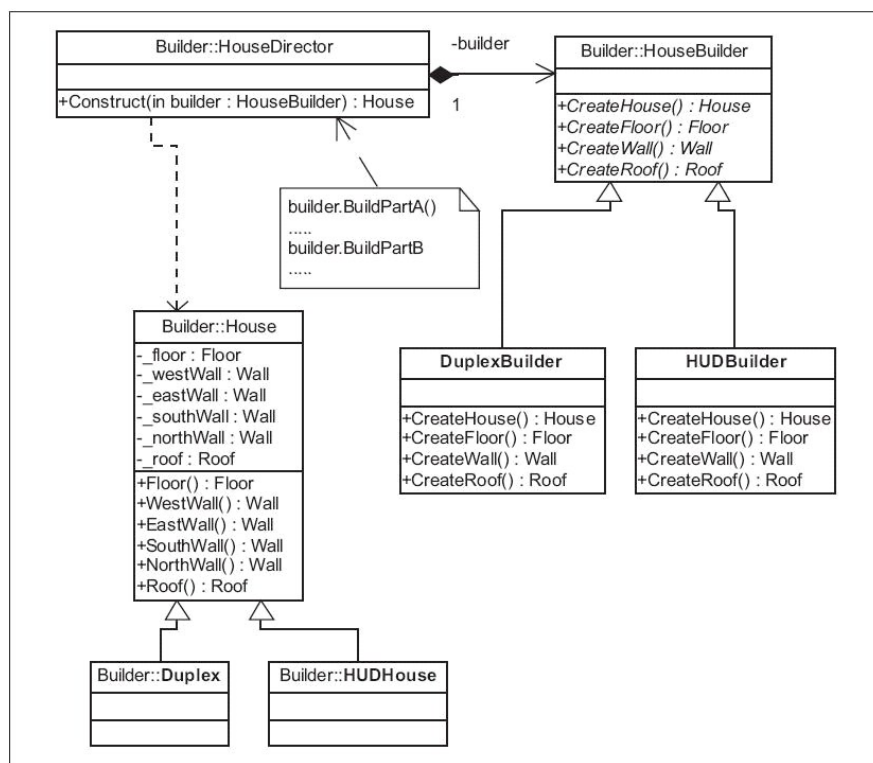 Builder::HouseDirector
+Construct(in builder : HouseBuilder) : House
-builder
1
Builder::HouseBuilder
+CreateHouse() : House
+CreateFloor() : Floor
+CreateWall() : Wall
+CreateRoof() : Roof
builder.BuildPartA()
.....
builder.BuildPartB
.....
Builder::House
-_floor : Floor
-_westWall : Wall
-_eastWall : Wall
-_southWall : Wall
-_northWall : Wall
-_roof : Roof
+Floor() : Floor
+WestWall() : Wall
+EastWall() : Wall
+SouthWall() : Wall
+NorthWall() : Wall
+Roof() : Roof
DuplexBuilder
+CreateHouse() : House
+CreateFloor() : Floor
+CreateWall() : Wall
+CreateRoof() : Roof
HUDBuilder
+CreateHouse() : House
+CreateFloor() : Floor
+CreateWall() : Wall
+CreateRoof() : Roof
Builder::Duplex
Builder::HUDHouse